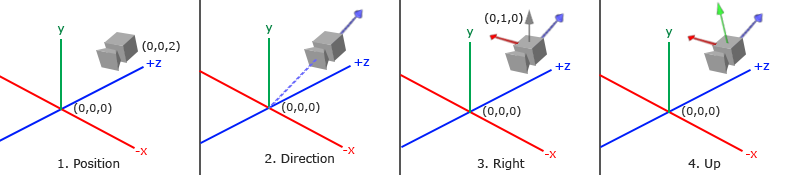 y
(0,0,2)
+z
(0,0,0)
-x
1. Position
y
+z
(0,0,0)
2. Direction
(0,1,0)
y
+z
(0,0,0)
-x
3. Right
y
+z
(0,0,0)
-x
4. Up